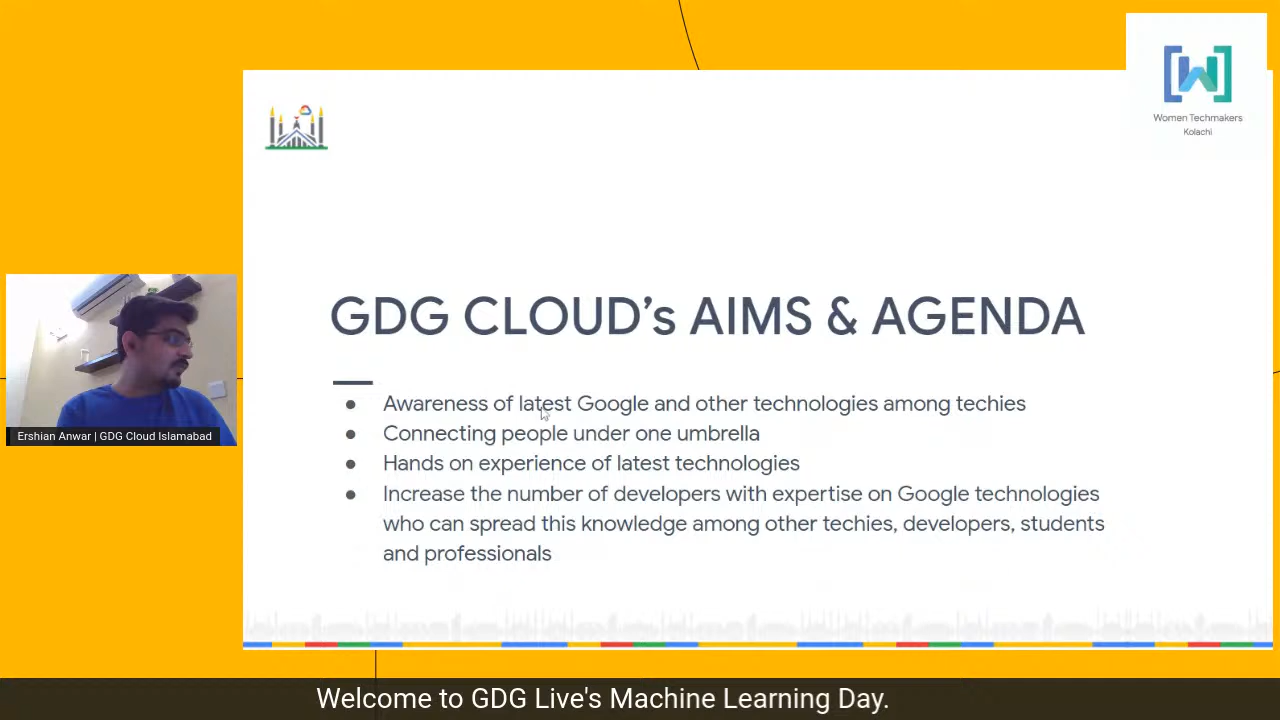 Women Techmakers
Kolachi
GDG CLOUD’s AIMS & AGENDA
● Awareness of latest Google and other technologies among techies
● Connecting people under one umbrella
● Hands on experience of latest technologies
● Increase the number of developers with expertise on Google technologies
who can spread this knowledge among other techies, developers, students
and professionals
Ershian Anwar | GDG Cloud Islamabad
Welcome to GDG Live's Machine Learning Day.